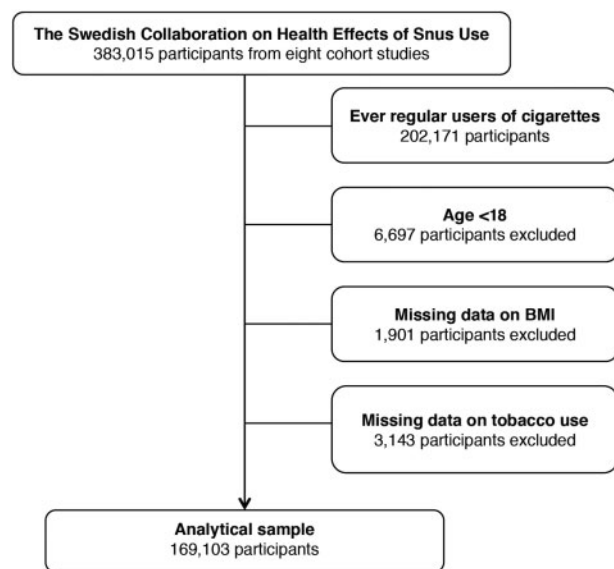 The Swedish Collaboration on Health Effects of Snus Use
383,015 participants from eight cohort studies
Ever regular users of cigarettes
202,171 participants
Age <18
6,697 participants excluded
Missing data on BMI
1,901 participants excluded
Missing data on tobacco use
3,143 participants excluded
Analytical sample
169,103 participants